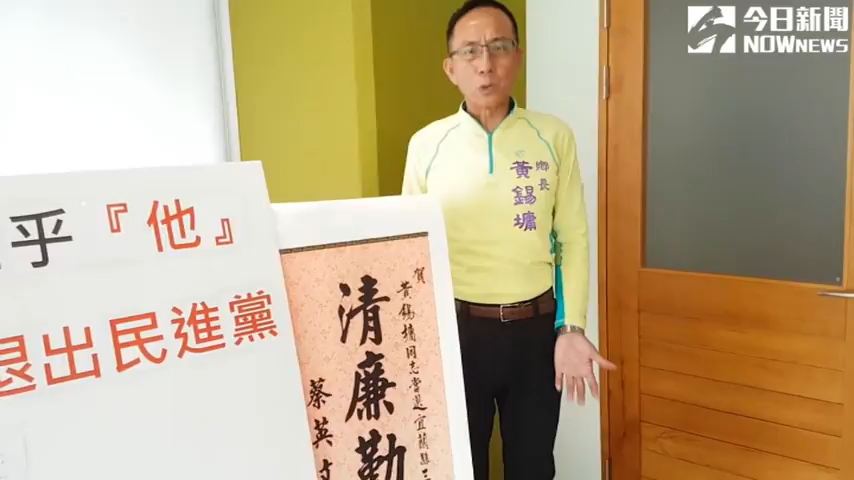 今日新聞
NOWNEWS
乎『他』
退出民進黨
鄉長
黃錫墉
賀
黃錫墉同志當選宜蘭縣三
清廉勤
蔡英文